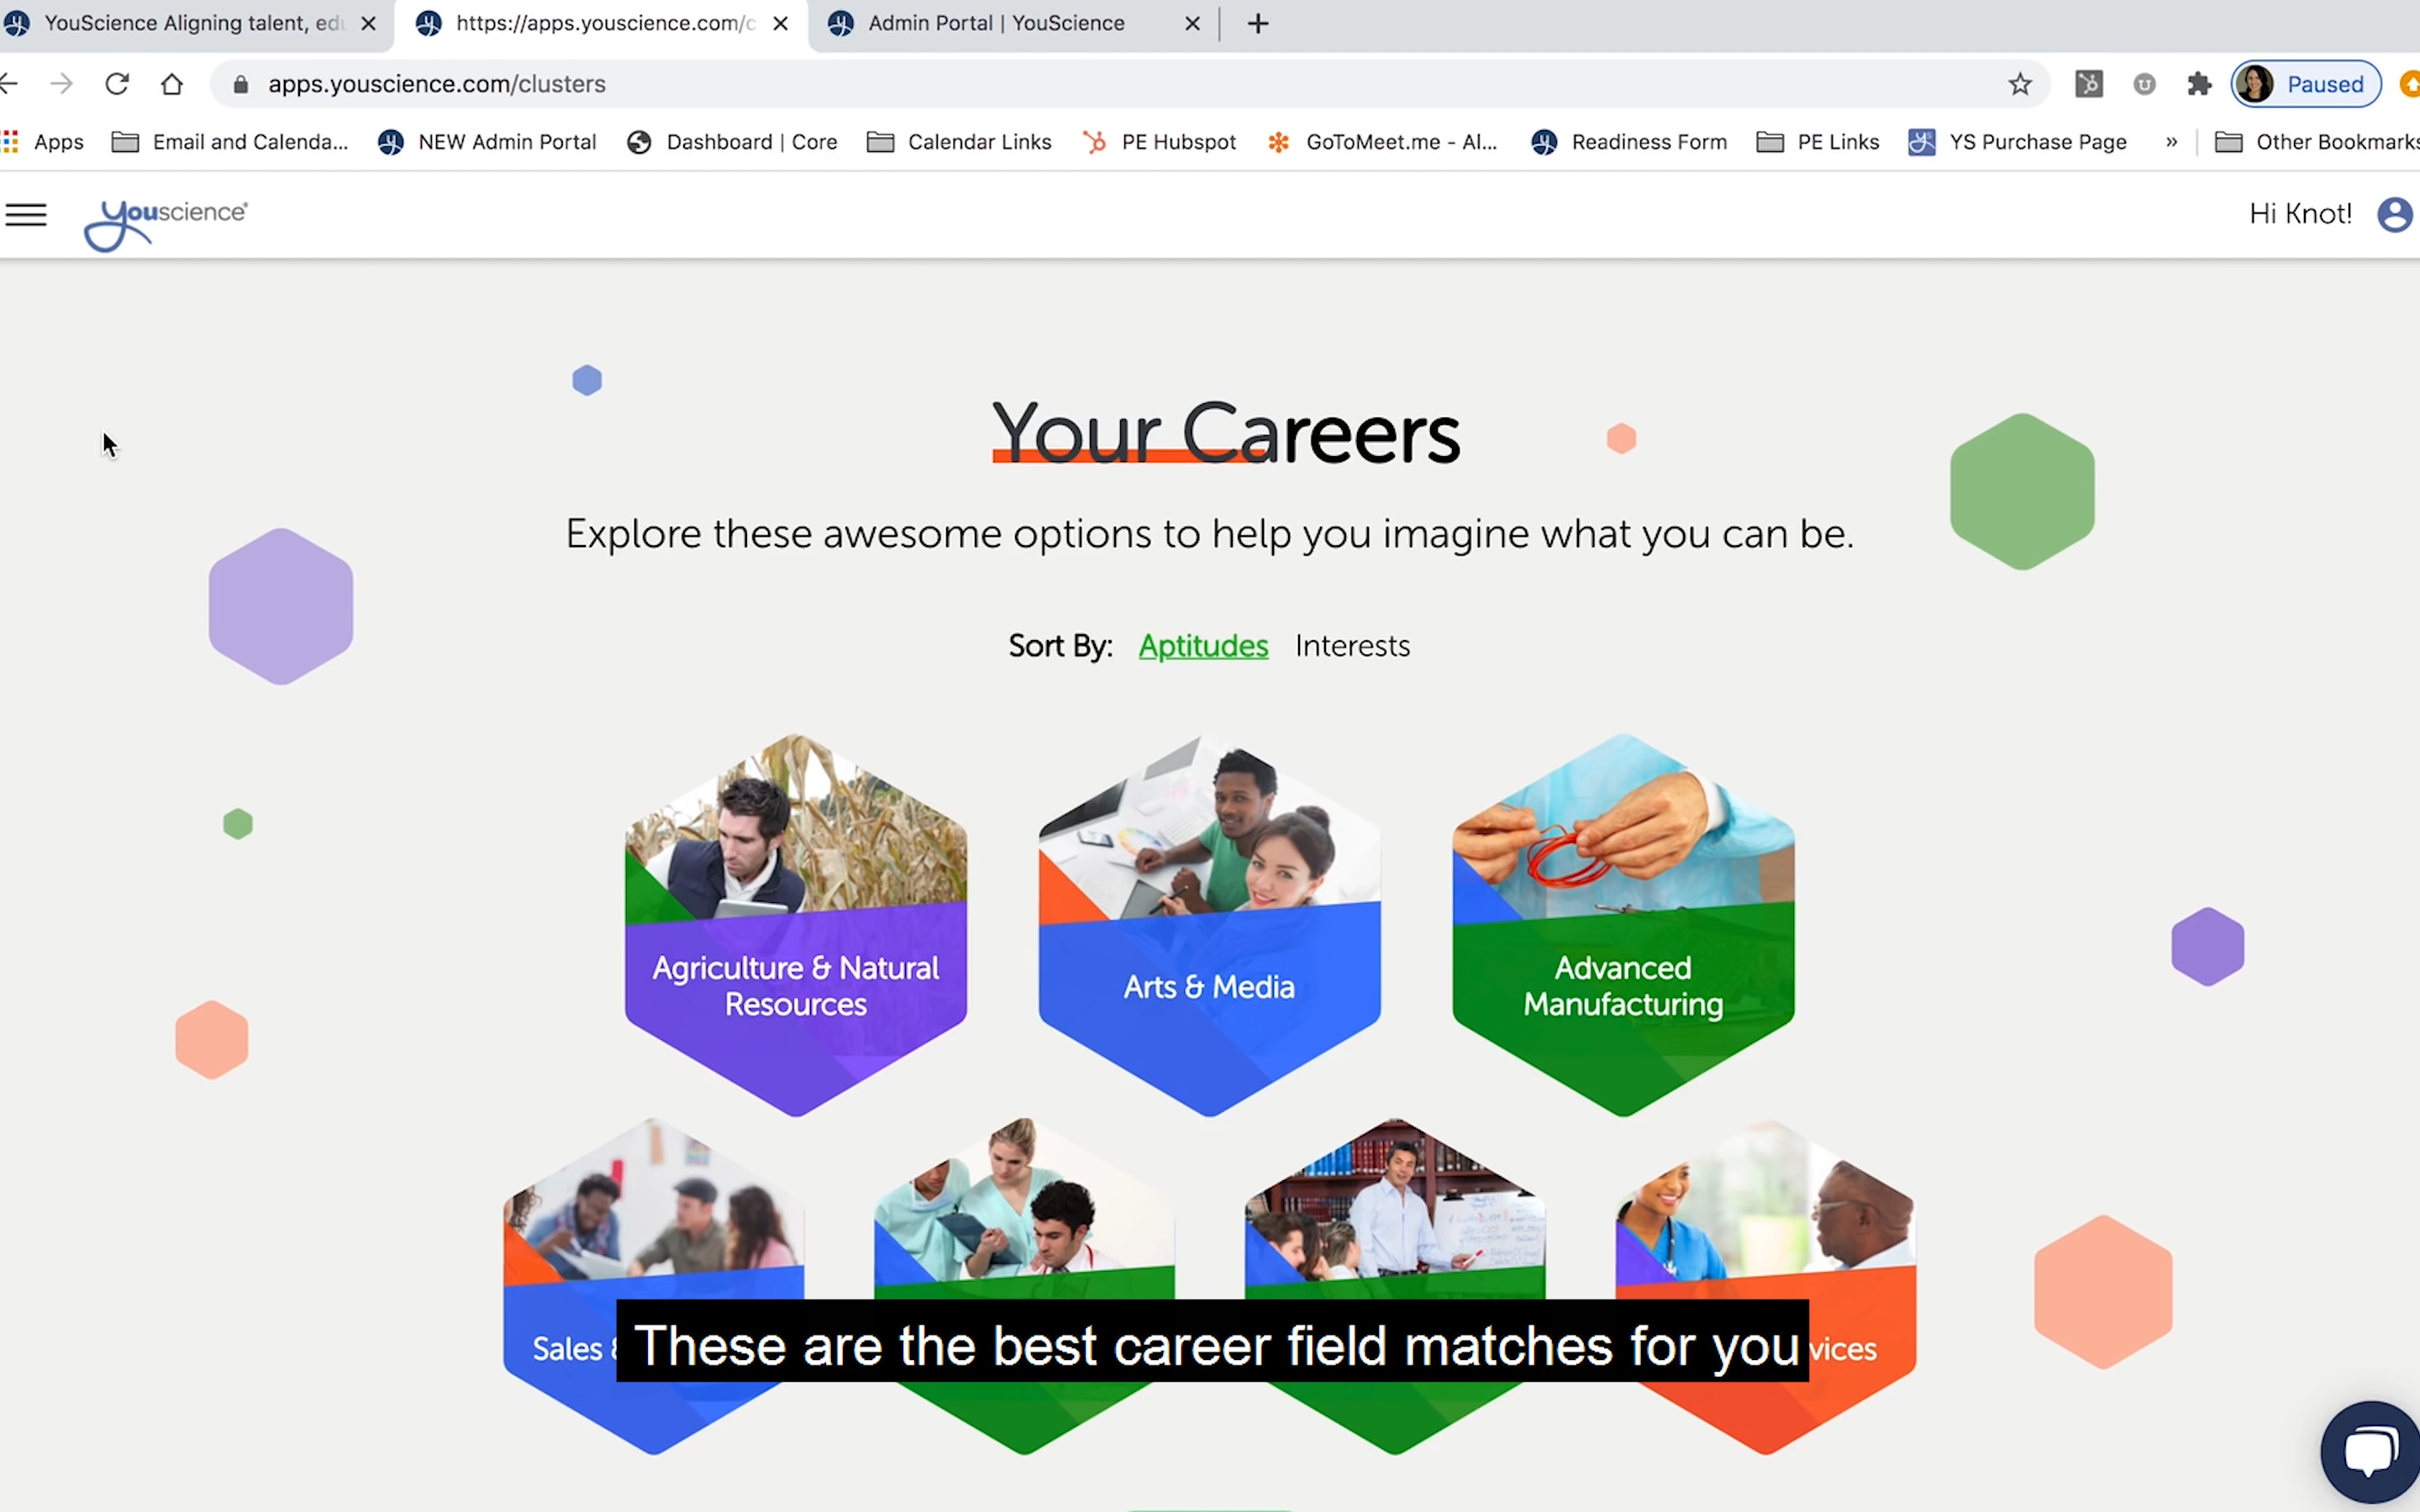 YouScience Aligning talent, edu
https://apps.youscience.com/c
Admin Portal | YouScience
apps.youscience.com/clusters
Paused
Apps
Email and Calenda...
NEW Admin Portal
Dashboard | Core
Calendar Links
PE Hubspot
GoToMeet.me - Al...
Readiness Form
PE Links
YS Purchase Page
»
Other Bookmarks
youscience®
Hi Knot!
Your Careers
Explore these awesome options to help you imagine what you can be.
Sort By: Aptitudes Interests
Agriculture & Natural
Resources
Arts & Media
Advanced
Manufacturing
Sales &
vices
These are the best career field matches for you